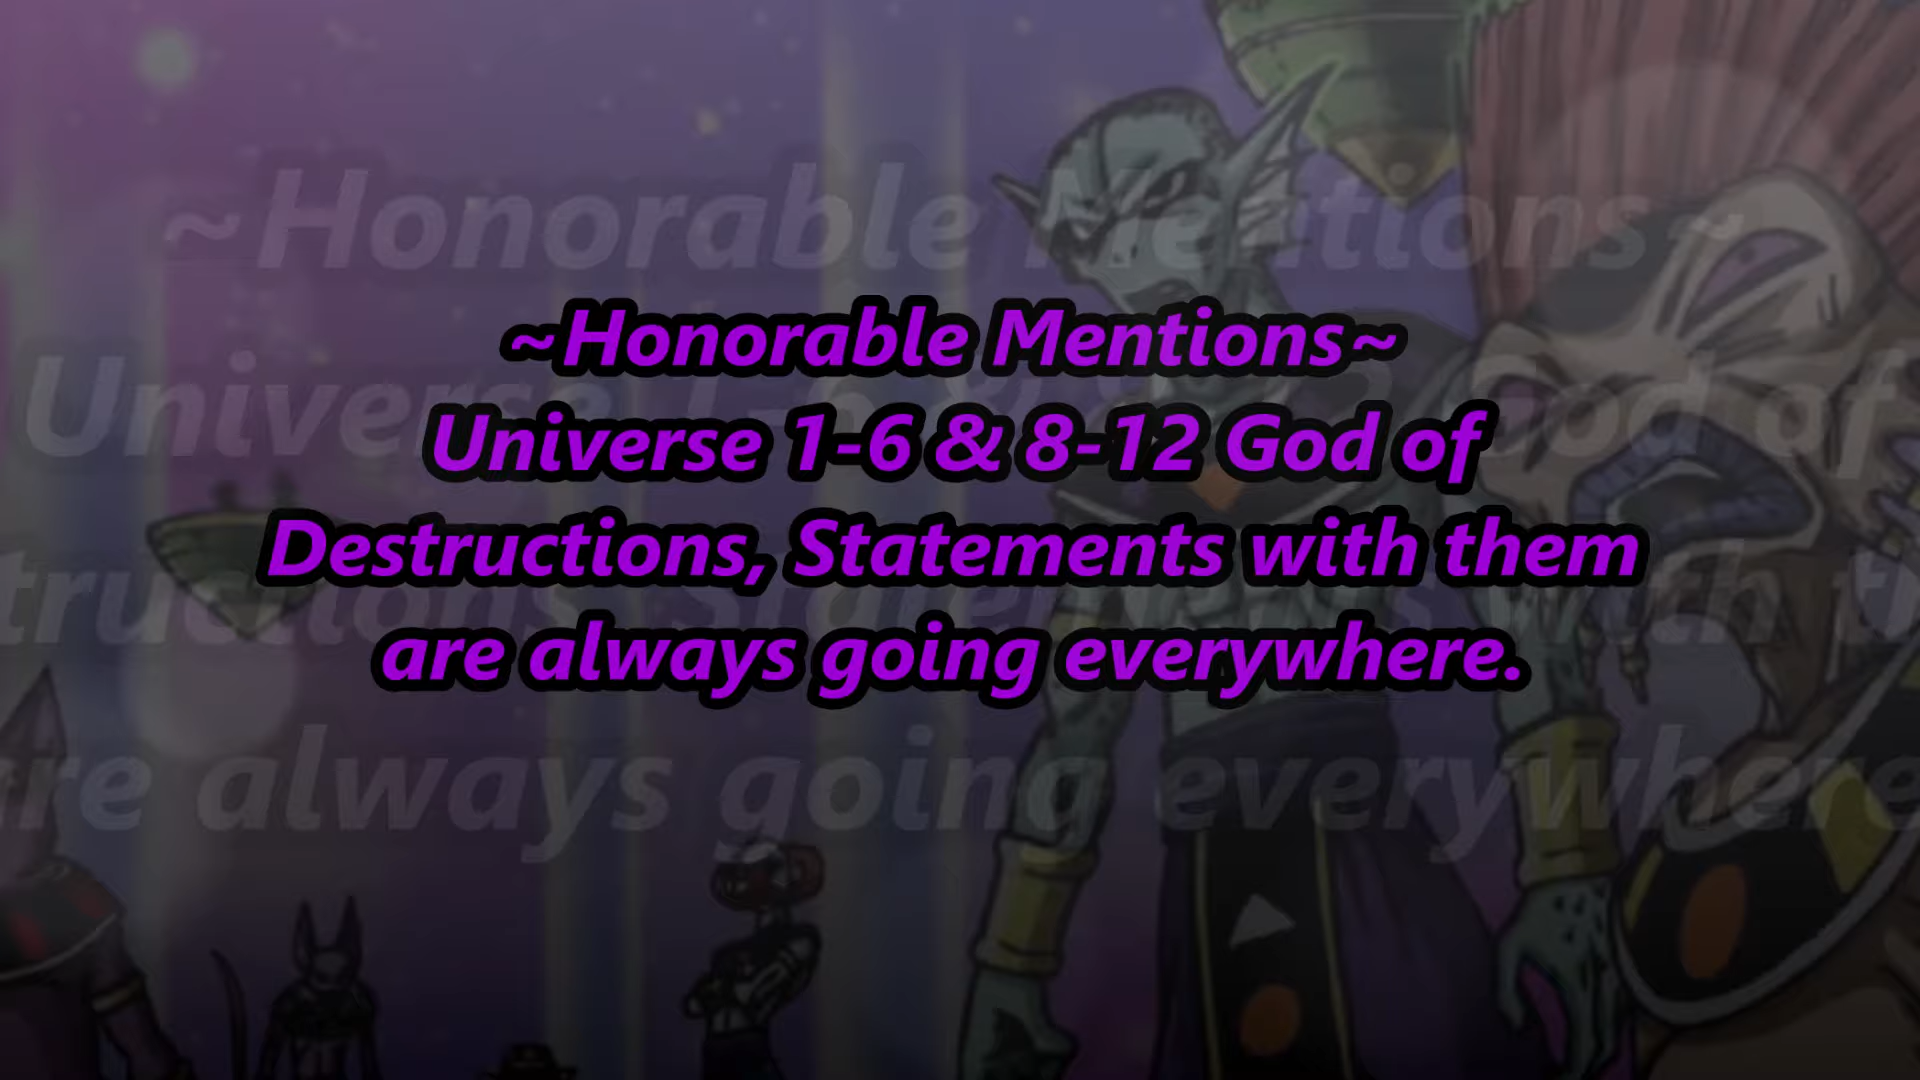 ~Honorable Mentions~
Universe 1-6 & 8-12 God of
Destructions, Statements with them
are always going everywhere.